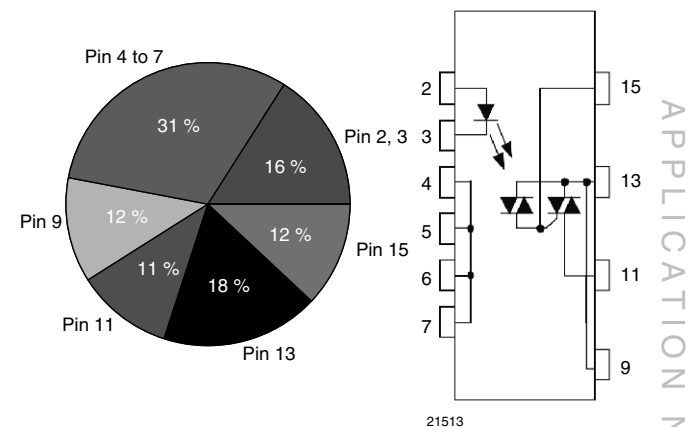 Pin 4 to 7
31 %
Pin 2, 3
16 %
Pin 9
12 %
12 %
Pin 15
11 %
18 %
Pin 11
Pin 13
2
3
4
5
6
7
15
13
11
9
21513
APPLICATION N